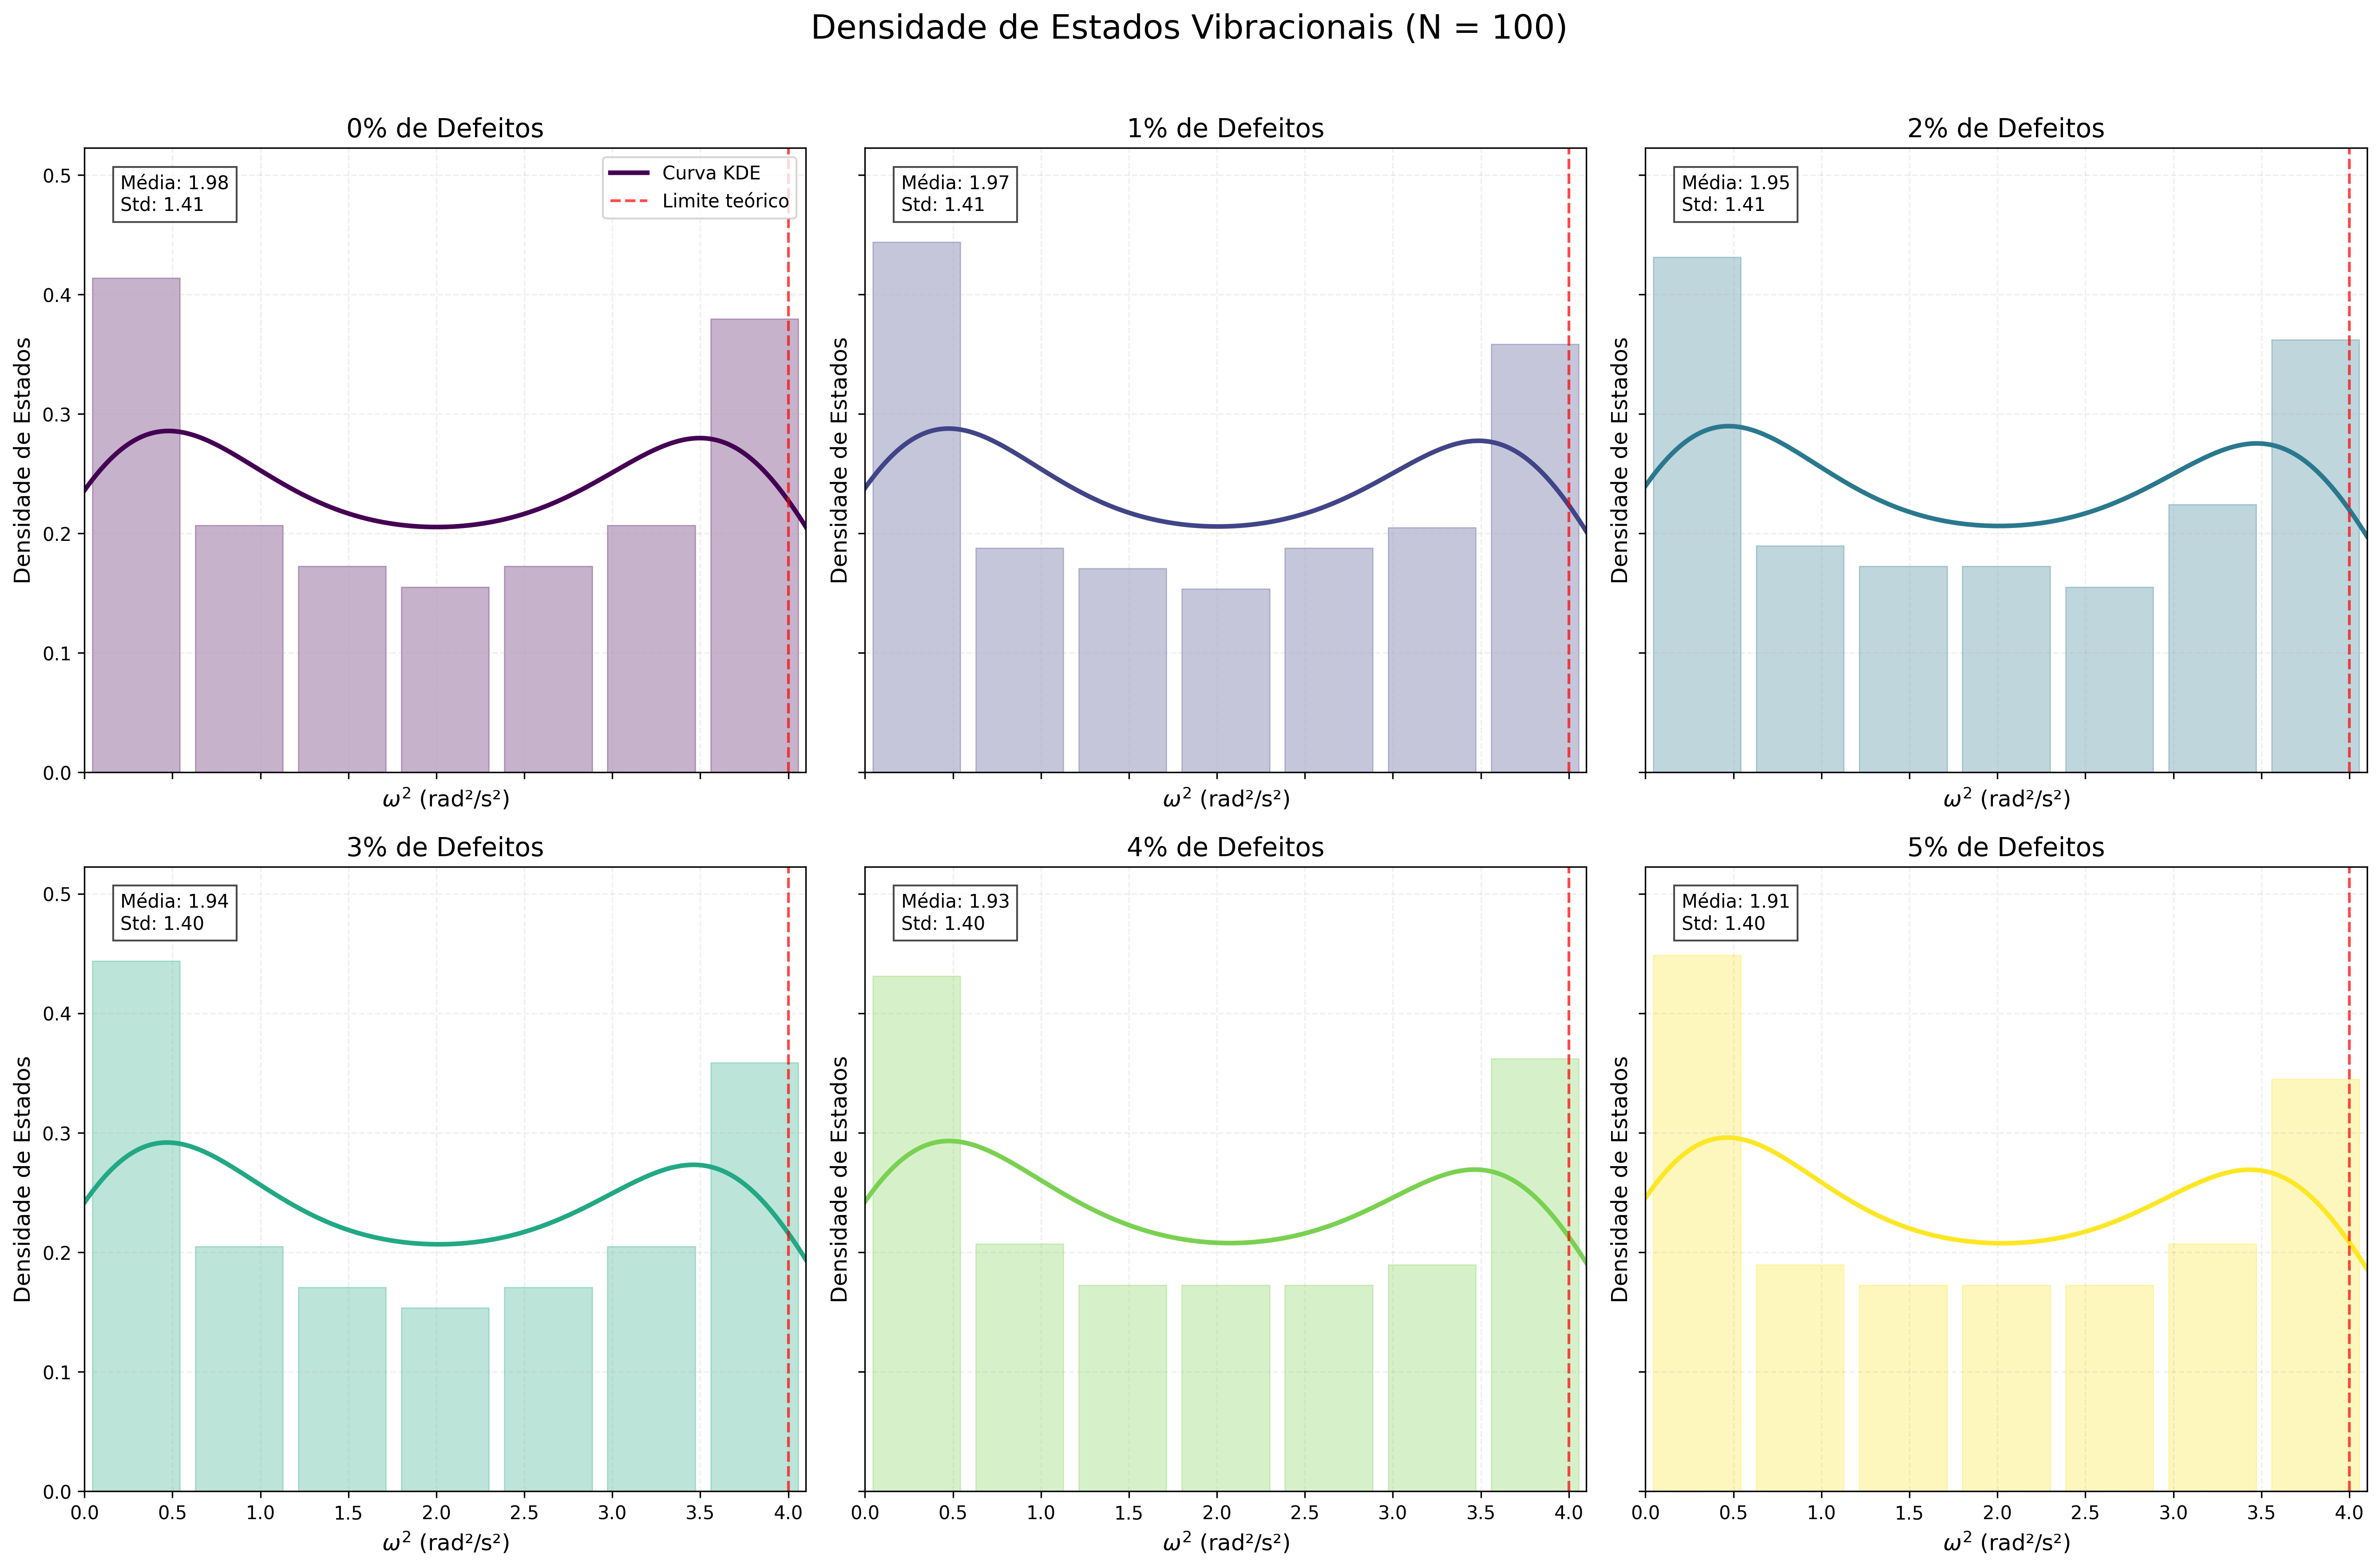 Densidade de Estados Vibracionais (N = 100)
0% de Defeitos
Média: 1.98
Std: 1.41
Curva KDE
Limite teórico
0.5
0.4
0.3
0.2
0.1
0.0
Densidade de Estados
ω² (rad²/s²)
1% de Defeitos
Média: 1.97
Std: 1.41
Densidade de Estados
ω² (rad²/s²)
2% de Defeitos
Média: 1.95
Std: 1.41
Densidade de Estados
ω² (rad²/s²)
3% de Defeitos
Média: 1.94
Std: 1.40
0.5
0.4
0.3
0.2
0.1
0.0
Densidade de Estados
0.0 0.5 1.0 1.5 2.0 2.5 3.0 3.5 4.0
ω² (rad²/s²)
4% de Defeitos
Média: 1.93
Std: 1.40
Densidade de Estados
0.0 0.5 1.0 1.5 2.0 2.5 3.0 3.5 4.0
ω² (rad²/s²)
5% de Defeitos
Média: 1.91
Std: 1.40
Densidade de Estados
0.0 0.5 1.0 1.5 2.0 2.5 3.0 3.5 4.0
ω² (rad²/s²)